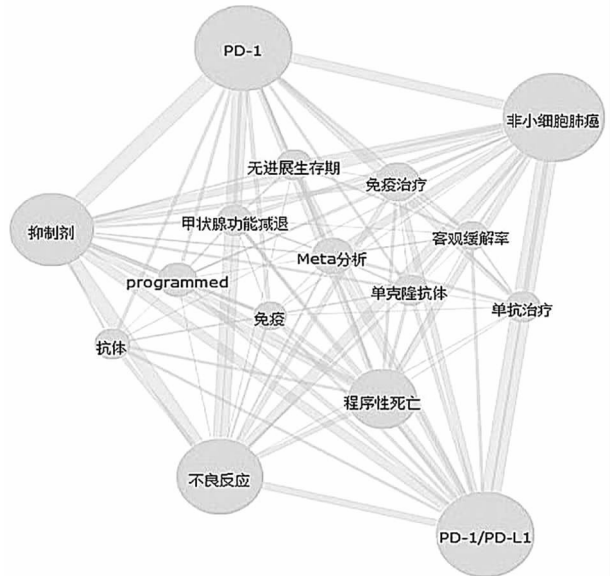 PD-1
非小细胞肺癌
无进展生存期
免疫治疗
甲状腺功能减退
抑制剂
客观缓解率
Meta分析
programmed
单克隆抗体
单抗治疗
免疫
抗体
程序性死亡
不良反应
PD-1/PD-L1